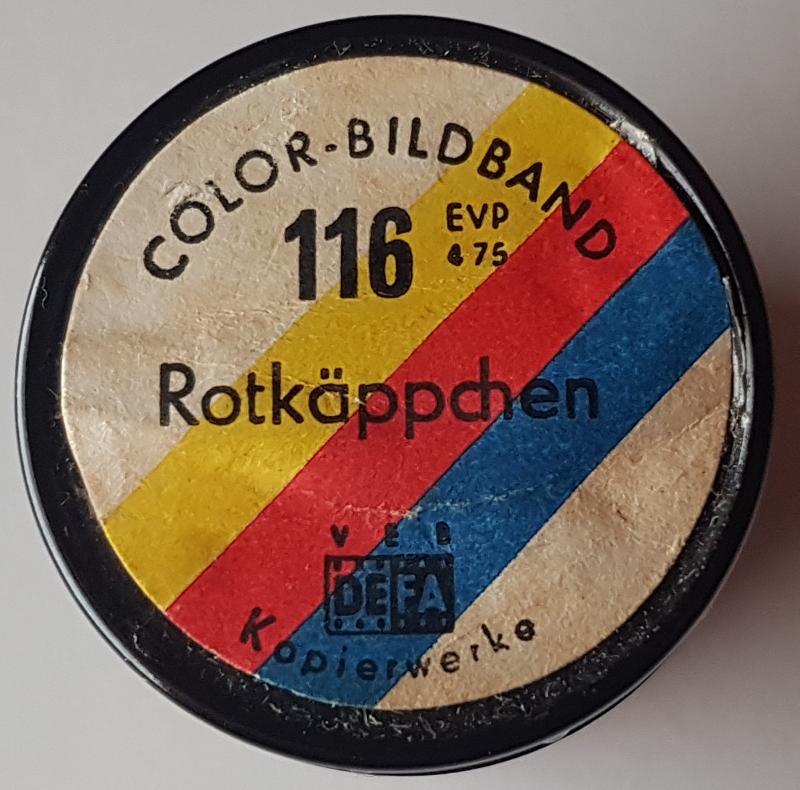 COLOR-BILDBAND
116
EVP
4 75
Rotkäppchen
VEB
DEFA
Kopierwerke